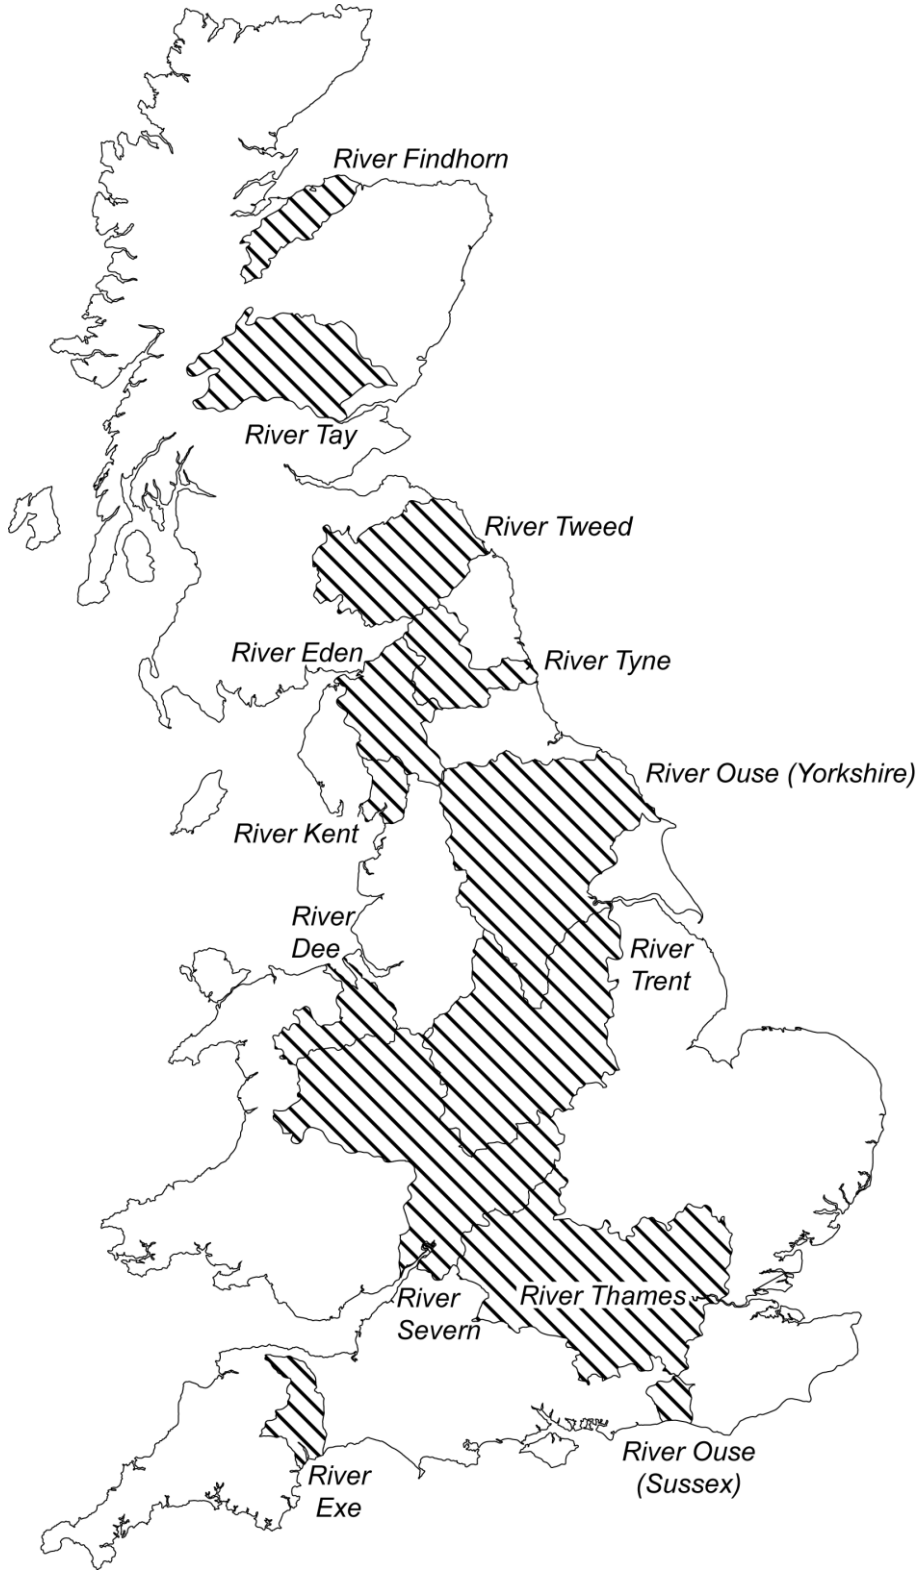 River Findhorn
River Tay
River Tweed
River Eden
River Tyne
River Ouse (Yorkshire)
River Kent
River
Dee
River
Trent
River Thames
River
Severn
River Ouse
(Sussex)
River
Exe